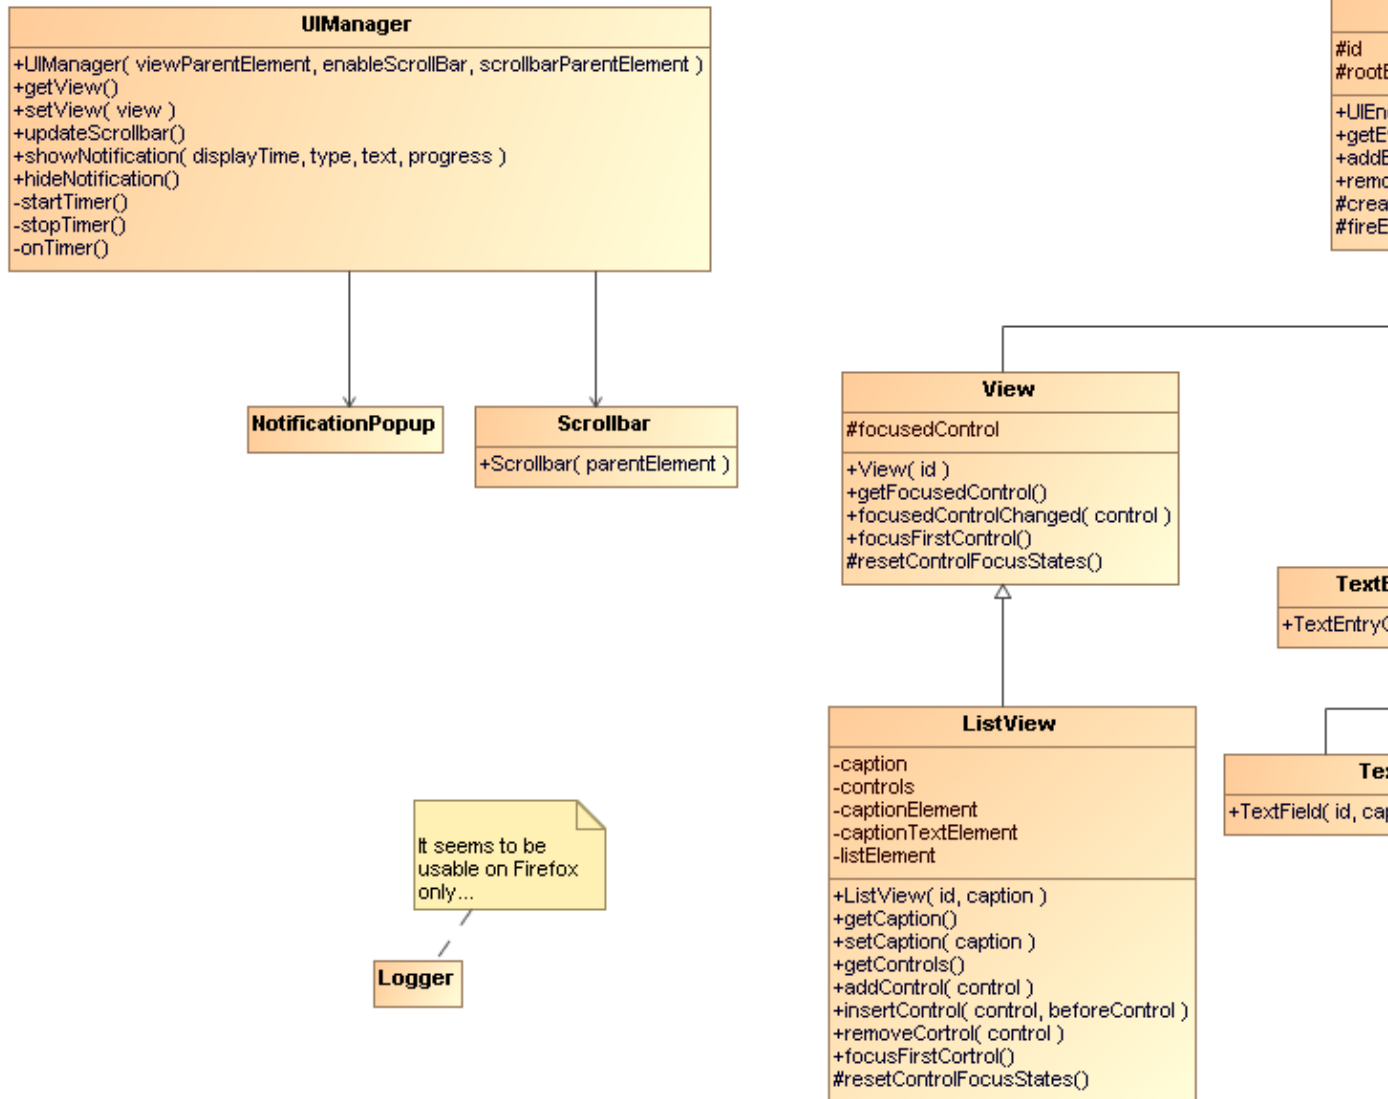 UIManager
+UIManager( viewParentElement, enableScrollBar, scrollbarParentElement )
+getView()
+setView( view )
+updateScrollbar()
+showNotification( displayTime, type, text, progress )
+hideNotification()
-startTimer()
-stopTimer()
-onTimer()
NotificationPopup
Scrollbar
+Scrollbar( parentElement )
#id
View
#focusedControl
+View( id )
+getFocusedControl()
+focusedControlChanged( control )
+focusFirstControl()
#resetControlFocusStates()
ListView
-caption
-controls
-captionElement
-captionTextElement
-listElement
+ListView( id, caption )
+getCaption()
+setCaption( caption )
+getControls()
+addControl( control )
+insertControl( control, beforeControl )
+removeCortrol( control )
+focusFirstCortrol()
#resetControlFocusStates()
+TextField( id,
It seems to be
usable on Firefox
only...
Logger